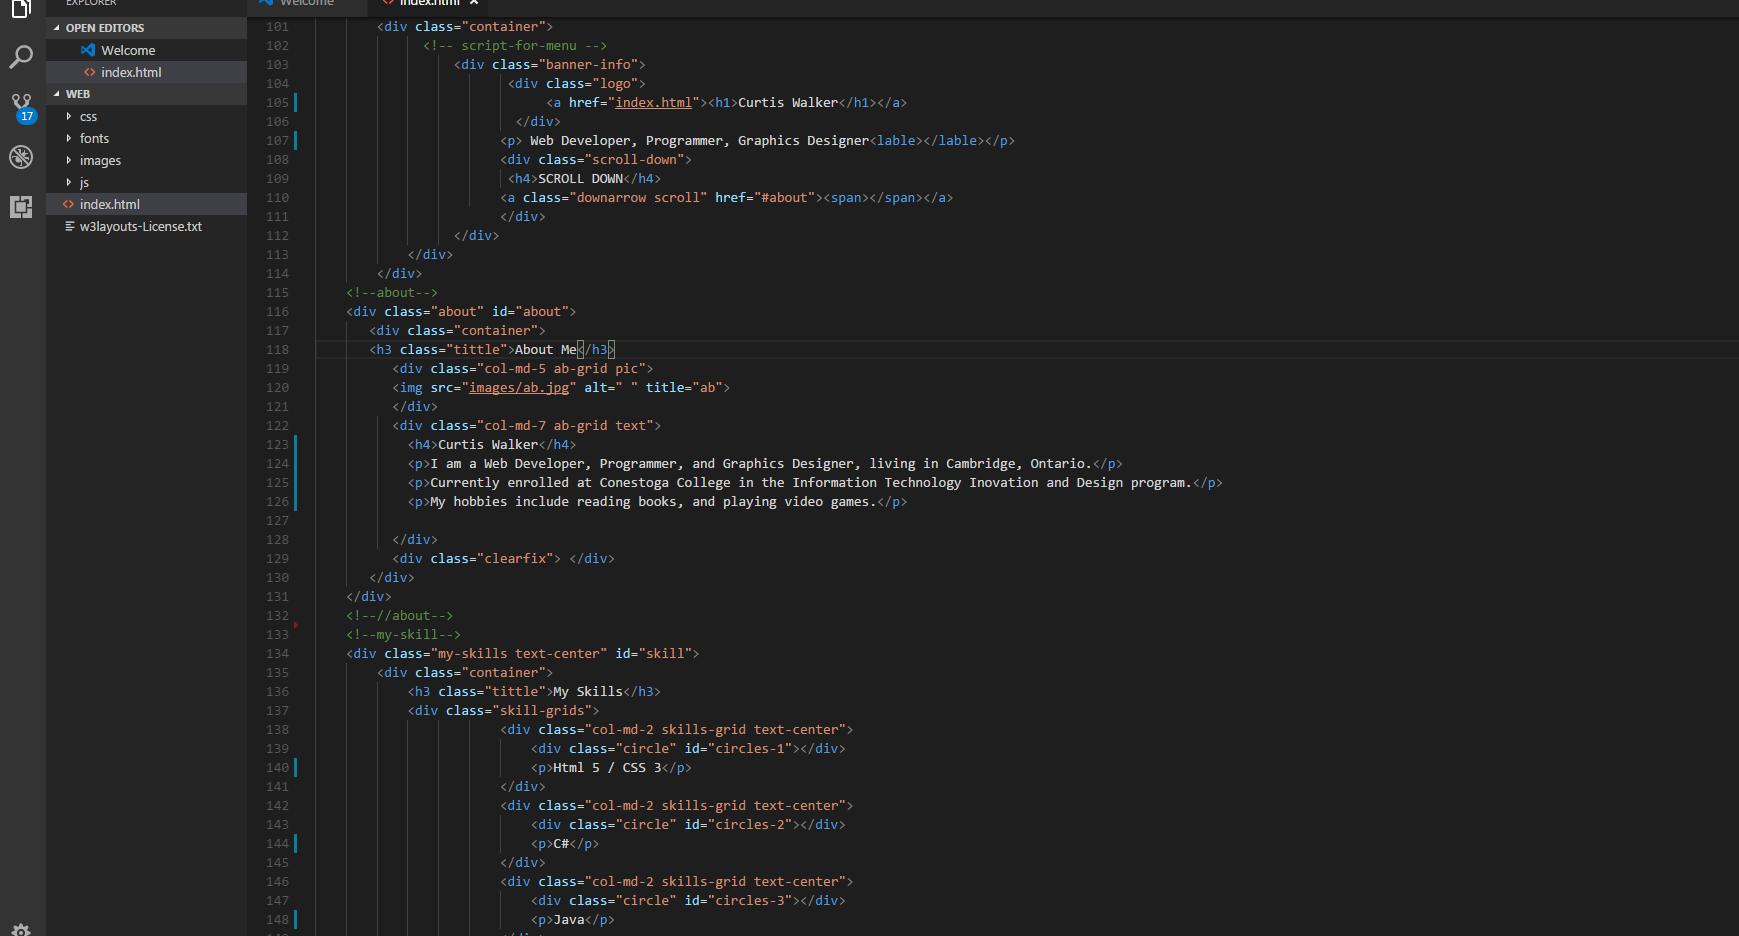 EXPLORER
OPEN EDITORS
Welcome
index.html
WEB
css
fonts
images
js
index.html
w3layouts-License.txt
17
Welcome
index.html
101 <div class="container">
102 <!-- script-for-menu -->
103 <div class="banner-info">
104 <div class="logo">
105 <a href="index.html"><h1>Curtis Walker</h1></a>
106 </div>
107 <p> Web Developer, Programmer, Graphics Designer<lable></lable></p>
108 <div class="scroll-down">
109 <h4>SCROLL DOWN</h4>
110 <a class="downarrow scroll" href="#about"><span></span></a>
111 </div>
112 </div>
113 </div>
114 </div>
115 <!--about-->
116 <div class="about" id="about">
117 <div class="container">
118 <h3 class="tittle">About Me</h3>
119 <div class="col-md-5 ab-grid pic">
120 <img src="images/ab.jpg" alt=" " title="ab">
121 </div>
122 <div class="col-md-7 ab-grid text">
123 <h4>Curtis Walker</h4>
124 <p>I am a Web Developer, Programmer, and Graphics Designer, living in Cambridge, Ontario.</p>
125 <p>Currently enrolled at Conestoga College in the Information Technology Inovation and Design program.</p>
126 <p>My hobbies include reading books, and playing video games.</p>
127
128 </div>
129 <div class="clearfix"> </div>
130 </div>
131 </div>
132 <!--//about-->
133 <!--my-skill-->
134 <div class="my-skills text-center" id="skill">
135 <div class="container">
136 <h3 class="tittle">My Skills</h3>
137 <div class="skill-grids">
138 <div class="col-md-2 skills-grid text-center">
139 <div class="circle" id="circles-1"></div>
140 <p>Html 5 / CSS 3</p>
141 </div>
142 <div class="col-md-2 skills-grid text-center">
143 <div class="circle" id="circles-2"></div>
144 <p>C#</p>
145 </div>
146 <div class="col-md-2 skills-grid text-center">
147 <div class="circle" id="circles-3"></div>
148 <p>Java</p>